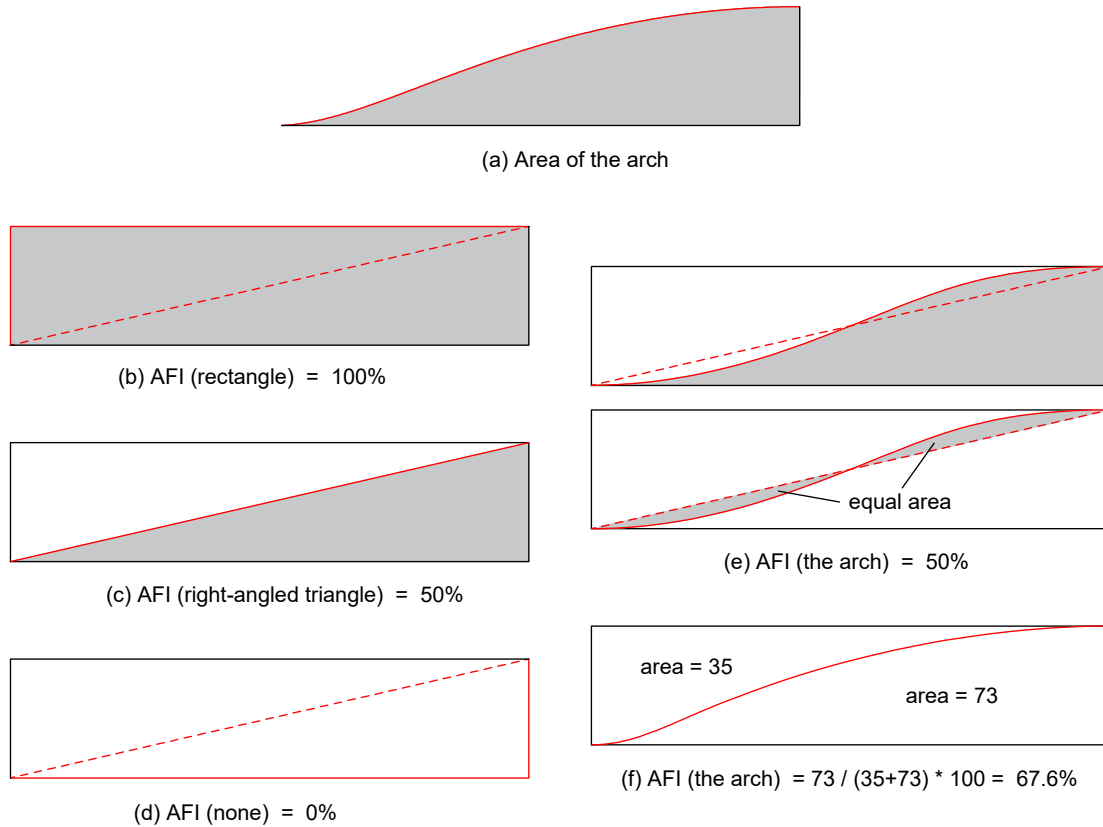 (a) Area of the arch
(b) AFI (rectangle) = 100%
(c) AFI (right-angled triangle) = 50%
(d) AFI (none) = 0%
equal area
(e) AFI (the arch) = 50%
area = 35
area = 73
(f) AFI (the arch) = 73 / (35+73) * 100 = 67.6%